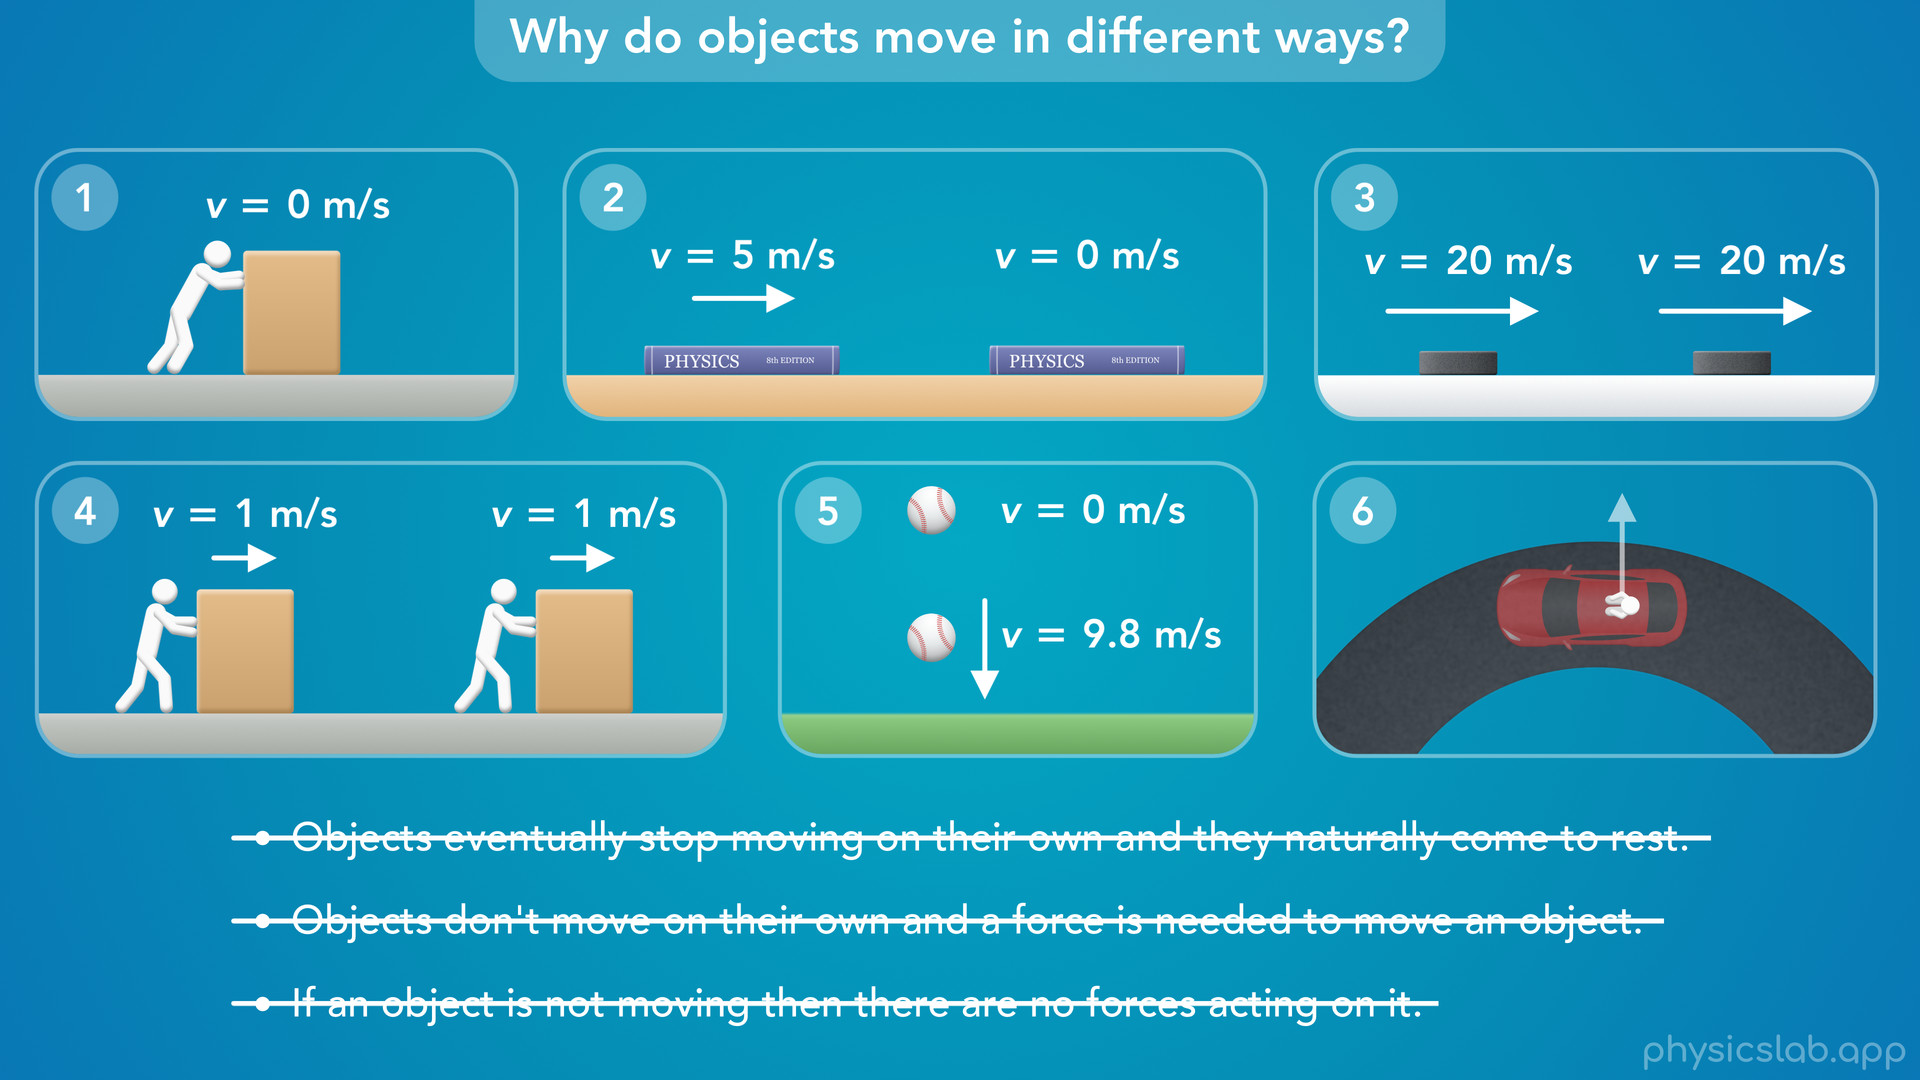 Why do objects move in different ways?
1
v = 0 m/s
2
v = 5 m/s
v = 0 m/s
PHYSICS 8th EDITION
PHYSICS 8th EDITION
3
v = 20 m/s
v = 20 m/s
4
v = 1 m/s
v = 1 m/s
5
v = 0 m/s
v = 9.8 m/s
6
• Objects eventually stop moving on their own and they naturally come to rest.
• Objects don't move on their own and a force is needed to move an object.
• If an object is not moving then there are no forces acting on it.
physicslab.app